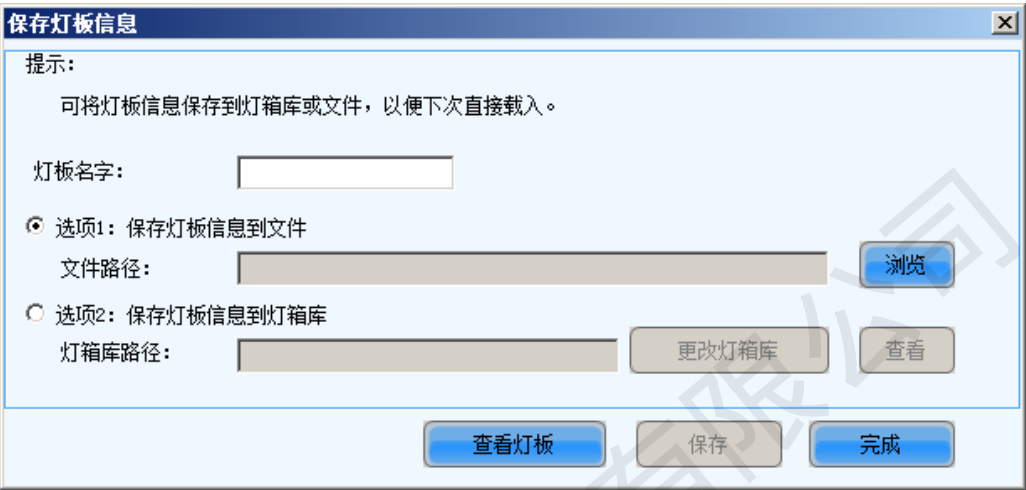 保存灯板信息
提示：
可将灯板信息保存到灯箱库或文件，以便下次直接载入。
灯板名字：
选项1：保存灯板信息到文件
文件路径：
浏览
选项2：保存灯板信息到灯箱库
灯箱库路径：
更改灯箱库
查看
查看灯板
保存
完成
有限公司